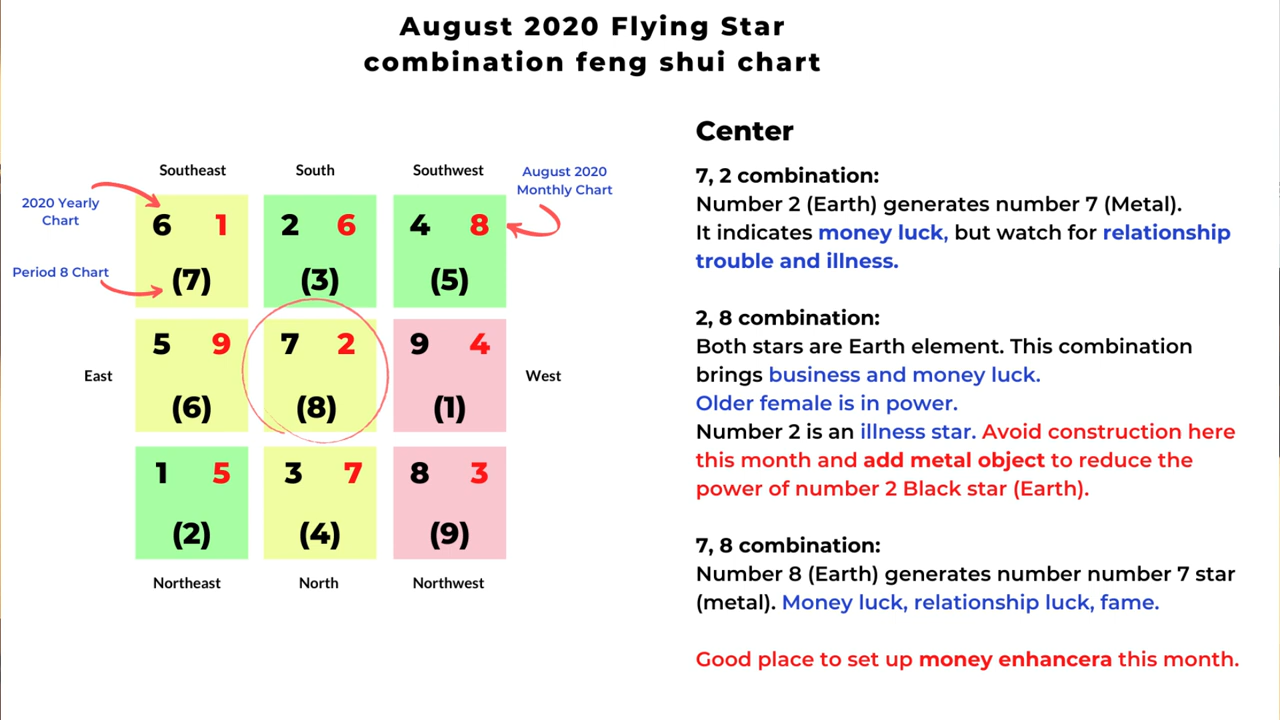 August 2020 Flying Star
combination feng shui chart
Southeast South Southwest
2020 Yearly
Chart
August 2020
Monthly Chart
6 1 2 6 4 8
Period 8 Chart
(7) (3) (5)
5 9 7 2 9 4
East West
(6) (8) (1)
1 5 3 7 8 3
(2) (4) (9)
Northeast North Northwest
Center
7, 2 combination:
Number 2 (Earth) generates number 7 (Metal).
It indicates money luck, but watch for relationship
trouble and illness.
2, 8 combination:
Both stars are Earth element. This combination
brings business and money luck.
Older female is in power.
Number 2 is an illness star. Avoid construction here
this month and add metal object to reduce the
power of number 2 Black star (Earth).
7, 8 combination:
Number 8 (Earth) generates number number 7 star
(metal). Money luck, relationship luck, fame.
Good place to set up money enhancera this month.